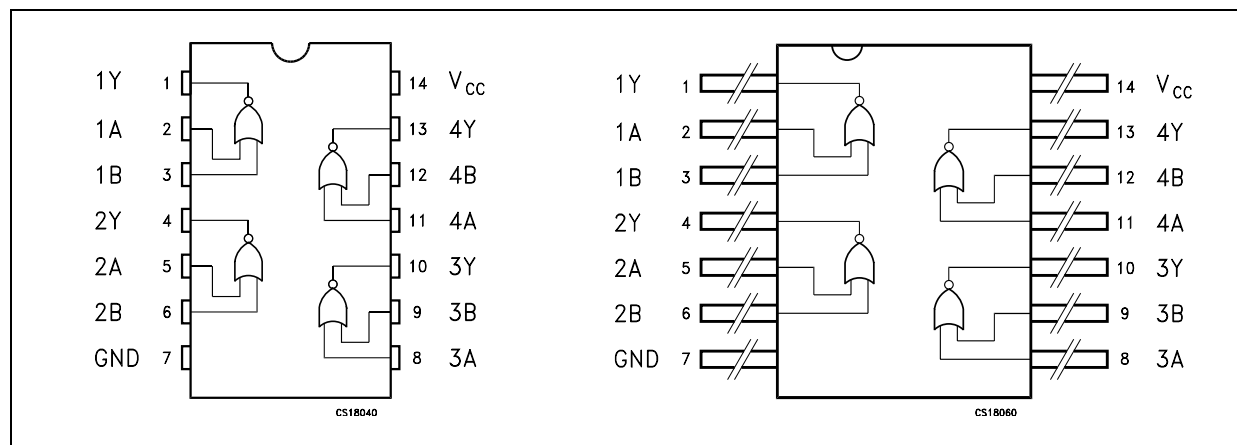 1Y 1 14 VCC
1A 2 13 4Y
1B 3 12 4B
2Y 4 11 4A
2A 5 10 3Y
2B 6 9 3B
GND 7 8 3A
CS18040
1Y 1 14 VCC
1A 2 13 4Y
1B 3 12 4B
2Y 4 11 4A
2A 5 10 3Y
2B 6 9 3B
GND 7 8 3A
CS18060